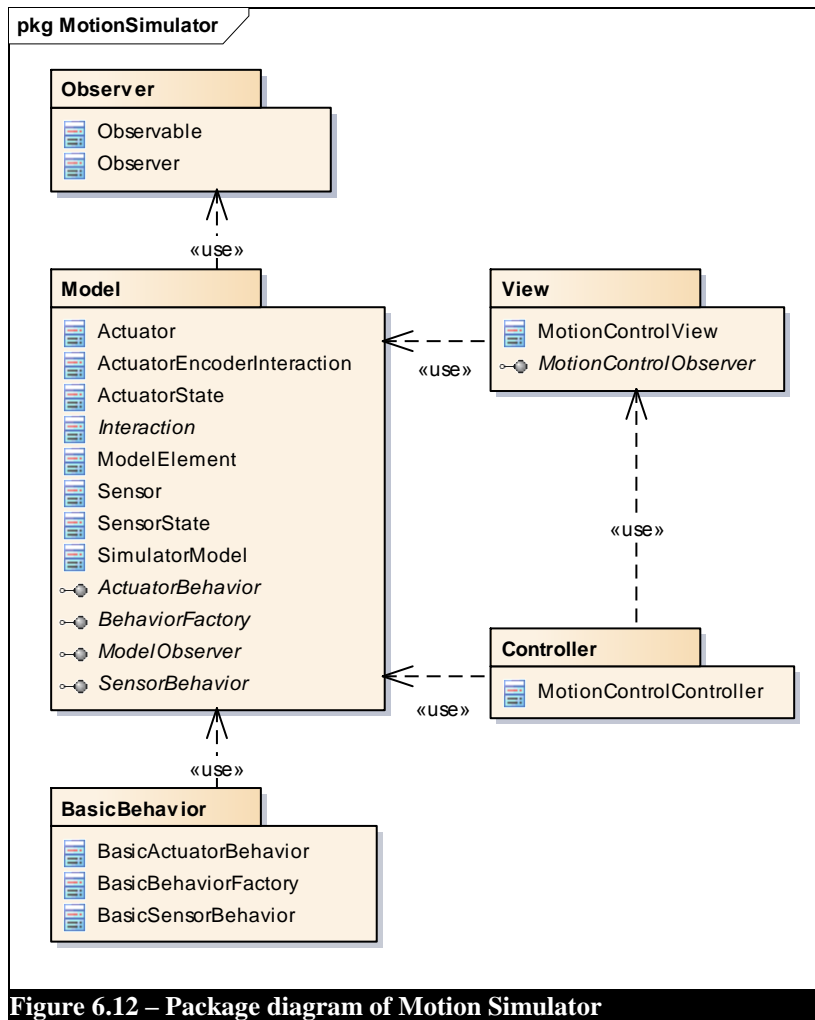 pkg MotionSimulator
Observer
Observable
Observer
«use»
Model
Actuator
ActuatorEncoderInteraction
ActuatorState
Interaction
ModelElement
Sensor
SensorState
SimulatorModel
ActuatorBehavior
BehaviorFactory
ModelObserver
SensorBehavior
«use»
View
MotionControlView
MotionControlObserver
«use»
Controller
MotionControlController
«use»
«use»
BasicBehavior
BasicActuatorBehavior
BasicBehaviorFactory
BasicSensorBehavior
Figure 6.12 – Package diagram of Motion Simulator